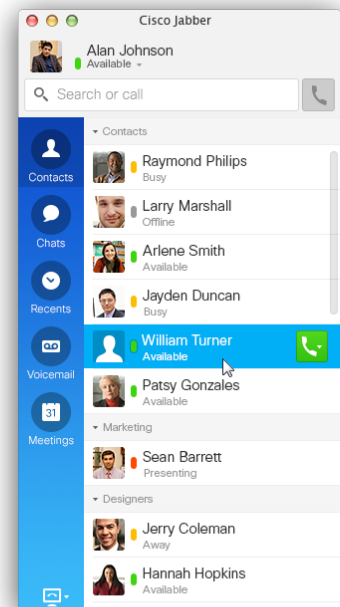 Cisco Jabber
Alan Johnson
Available
Search or call
Contacts
Chats
Recents
Voicemail
31
Meetings
Contacts
Raymond Philips
Busy
Larry Marshall
Offline
Arlene Smith
Available
Jayden Duncan
Busy
William Turner
Available
Patsy Gonzales
Available
Marketing
Sean Barrett
Presenting
Designers
Jerry Coleman
Away
Hannah Hopkins
Available